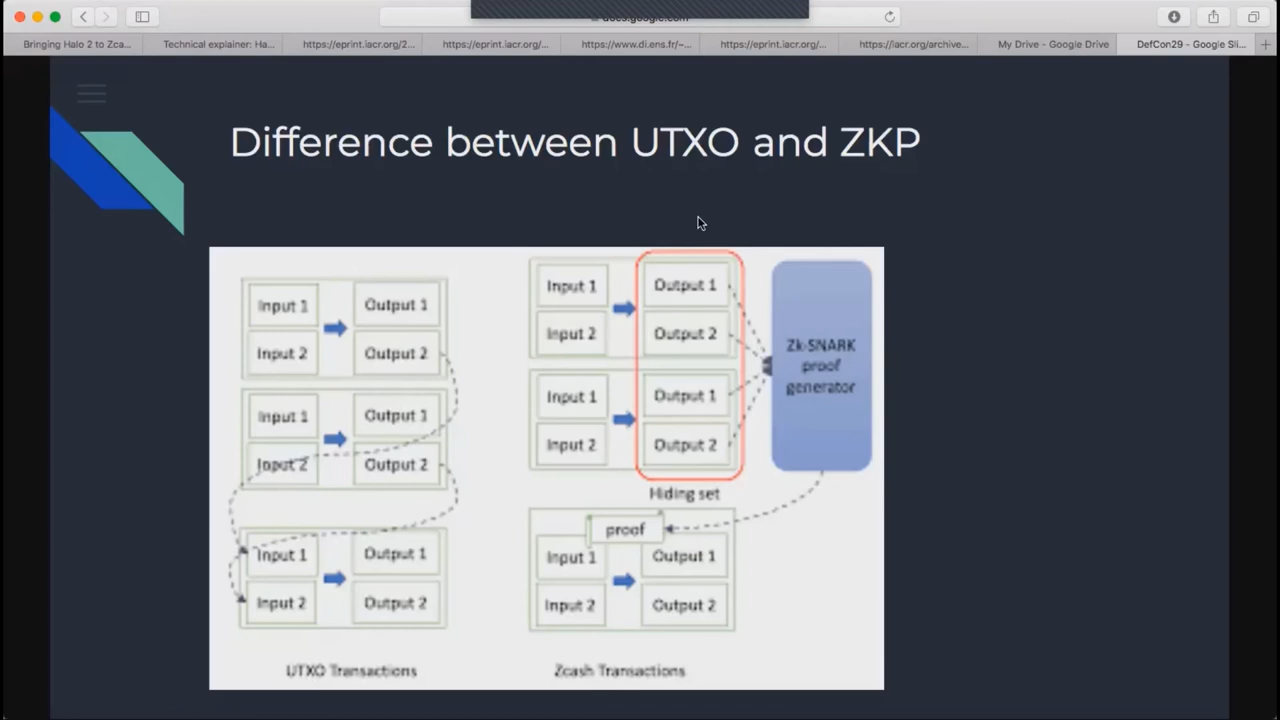 docs.google.com
Bringing Halo 2 to Zca...
Technical explainer: Ha...
https://eprint.iacr.org/2...
https://eprint.iacr.org/...
https://www.di.ens.fr/~...
https://eprint.iacr.org/...
https://iacr.org/archive...
My Drive – Google Drive
DefCon29 – Google Sli...
Difference between UTXO and ZKP
Input 1
Output 1
Input 2
Output 2
Input 1
Output 1
Input 2
Output 2
Input 1
Output 1
Input 2
Output 2
UTXO Transactions
Input 1
Output 1
Input 2
Output 2
Input 1
Output 1
Input 2
Output 2
Hiding set
Zk-SNARK
proof
generator
proof
Input 1
Output 1
Input 2
Output 2
Zcash Transactions